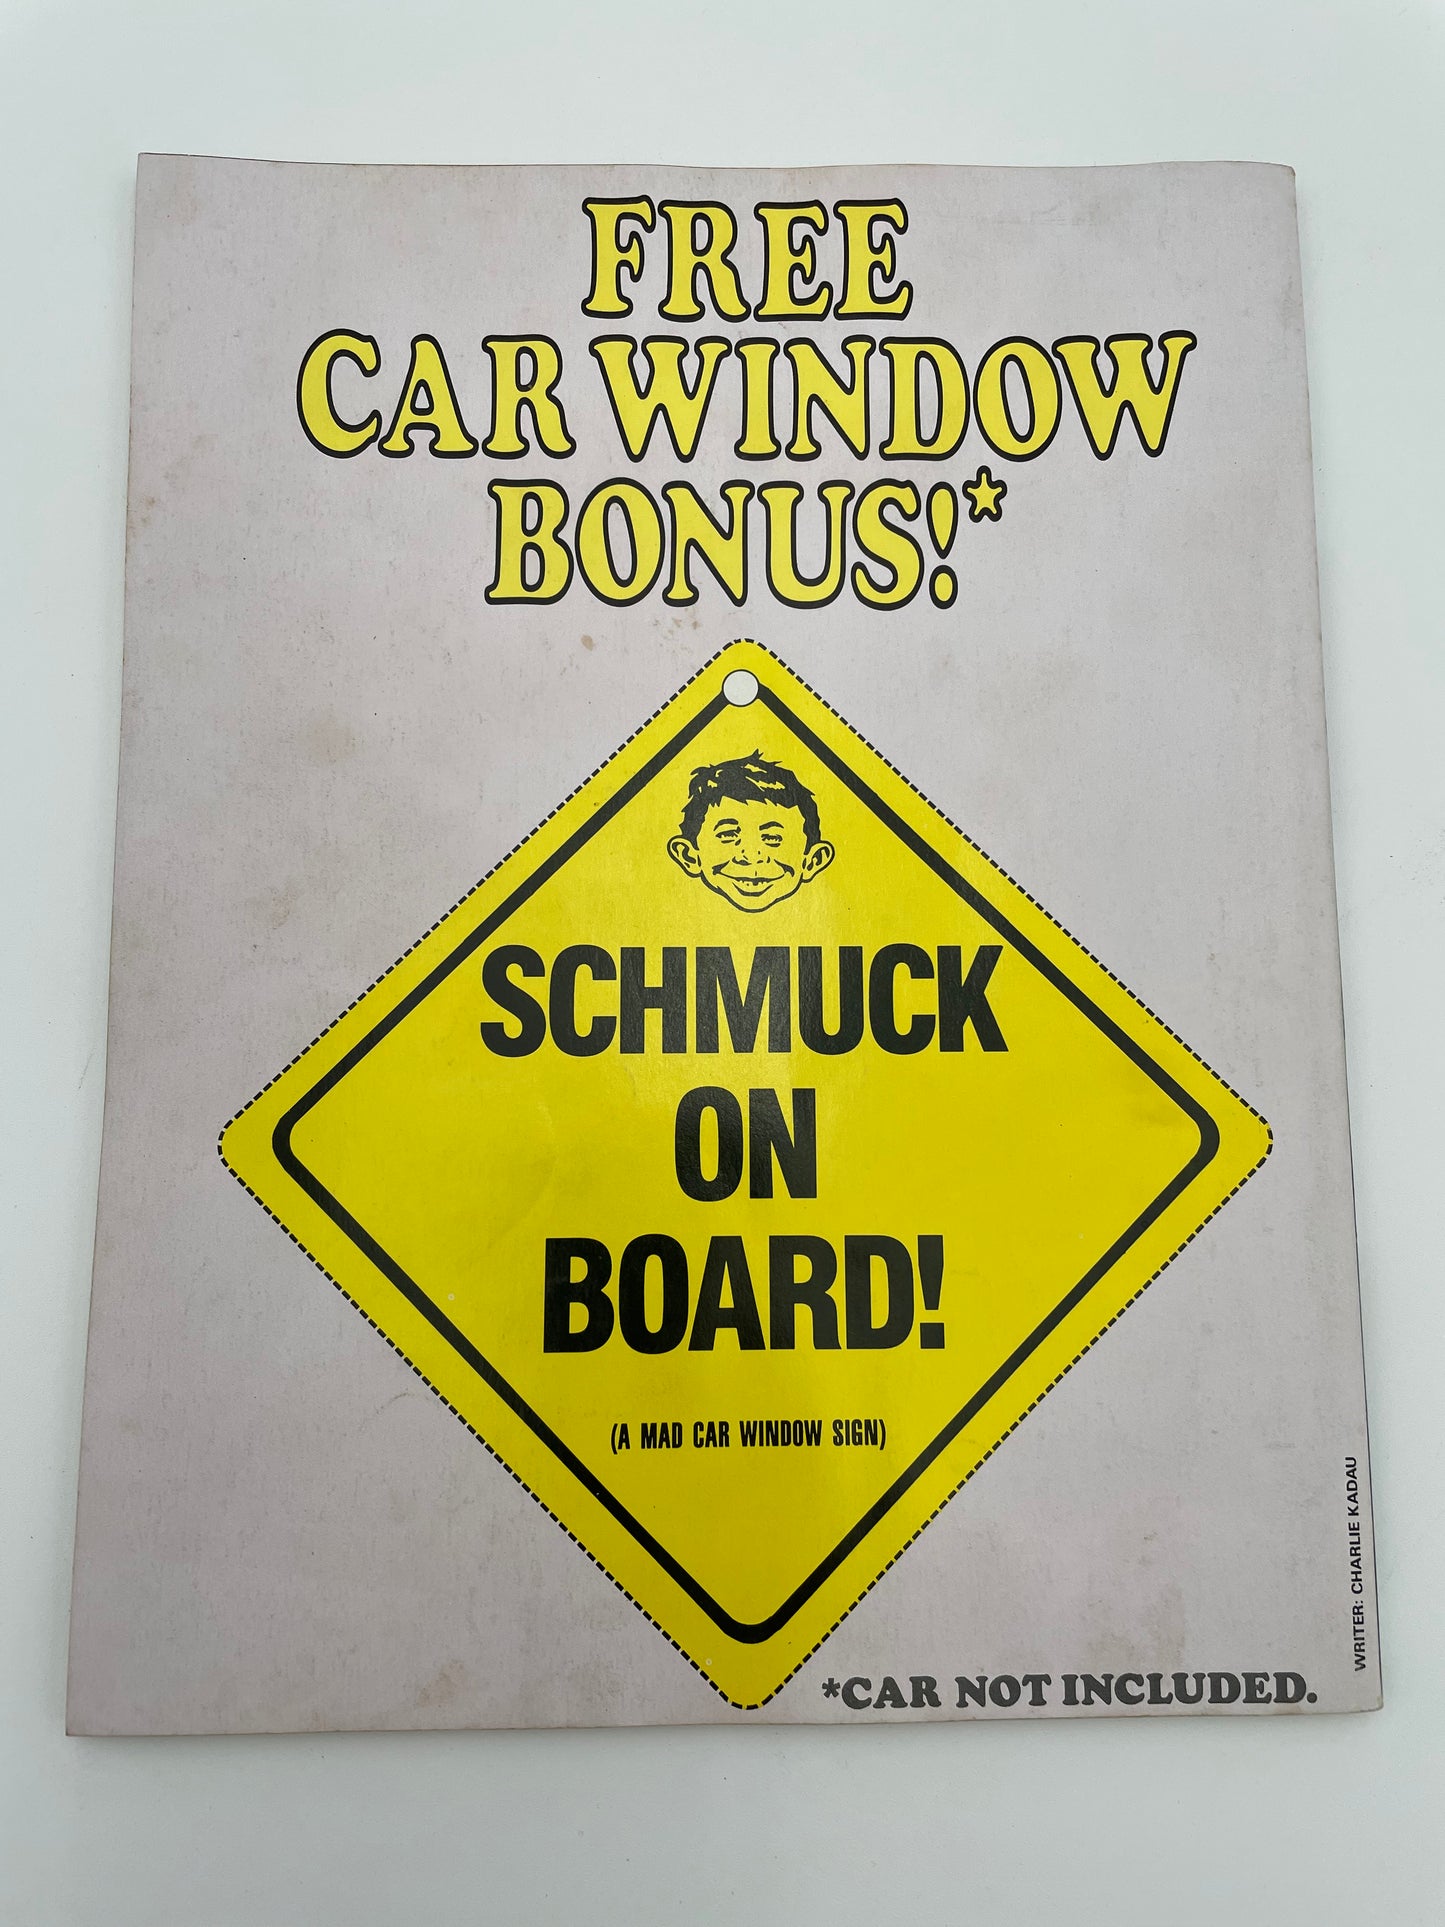 FREE
CAR WINDOW
BONUS!*
SCHMUCK
ON
BOARD!
(A MAD CAR WINDOW SIGN)
WRITER: CHARLIE KADAU
*CAR NOT INCLUDED.